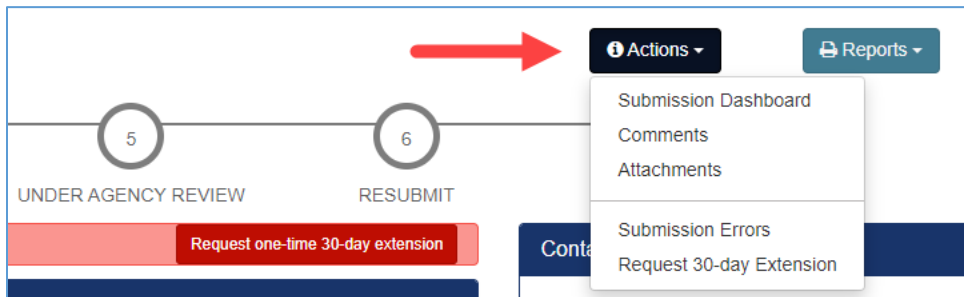 Actions
Reports
Submission Dashboard
Comments
Attachments
Submission Errors
Request 30-day Extension
5
6
UNDER AGENCY REVIEW
RESUBMIT
Request one-time 30-day extension
Conta